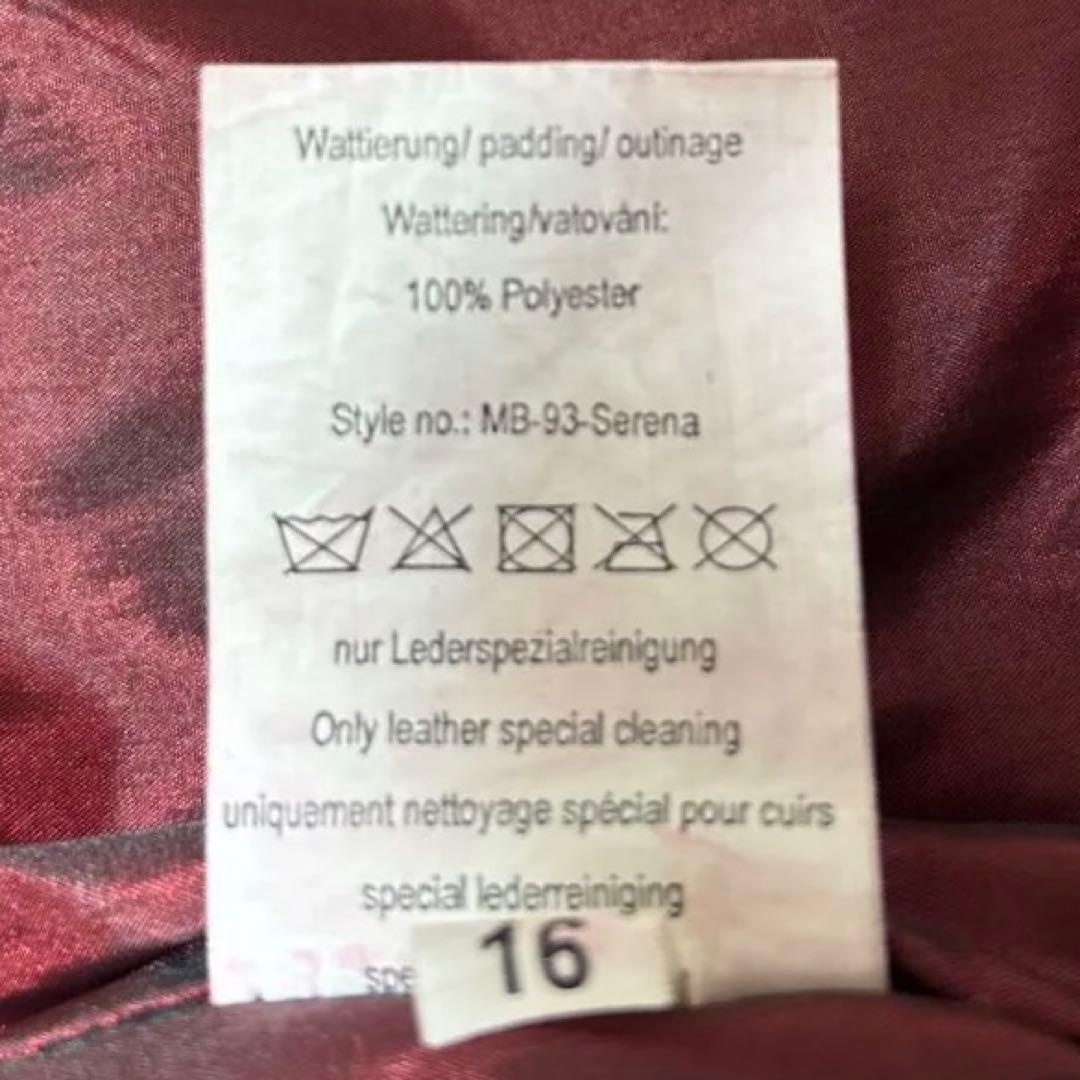 Wattierung/ padding/ outinage
Wattering/vatování:
100% Polyester
Style no.: MB-93-Serena
nur Lederspezialreinigung
Only leather special cleaning
uniquement nettoyage spécial pour cuirs
special lederreiniging
16